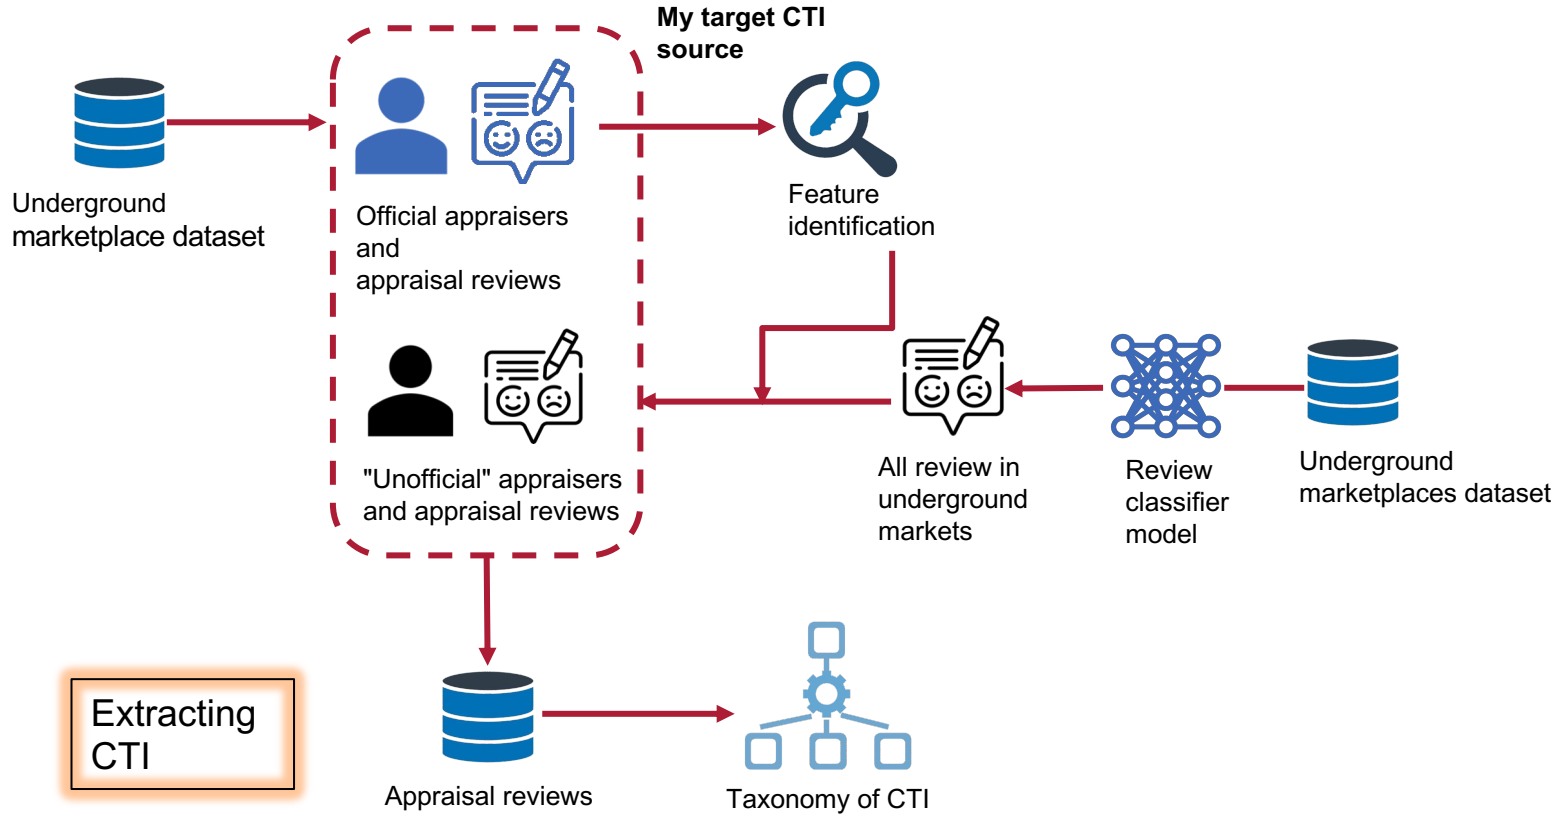 My target CTI
source
Underground
marketplace dataset
Official appraisers
and
appraisal reviews
Feature
identification
"Unofficial" appraisers
and appraisal reviews
All review in
underground
markets
Review
classifier
model
Underground
marketplaces dataset
Extracting
CTI
Appraisal reviews
Taxonomy of CTI